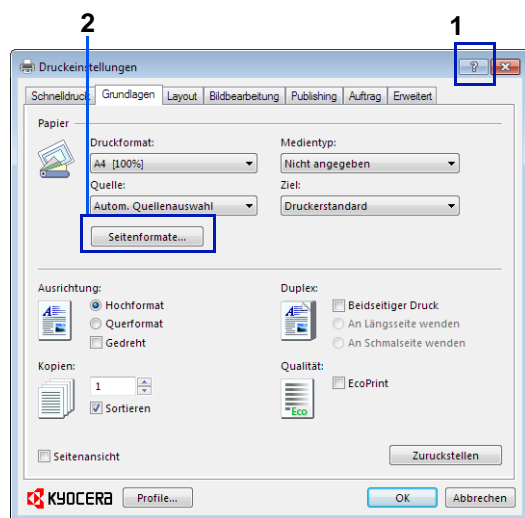 2 1
Druckeinstellungen ?
Schnelldruck Grundlagen Layout Bildbearbeitung Publishing Auftrag Erweitert
Papier
Druckformat: Medientyp:
A4 [100%] Nicht angegeben
Quelle: Ziel:
Autom. Quellenauswahl Druckerstandard
Seitenformate...
Ausrichtung: Duplex:
Hochformat Beidseitiger Druck
Querformat An Längsseite wenden
Gedreht An Schmalseite wenden
Kopien: Qualität:
1 EcoPrint
Sortieren Eco
Seitenansicht Zuruckstellen
KYOCERA Profile... OK Abbrechen